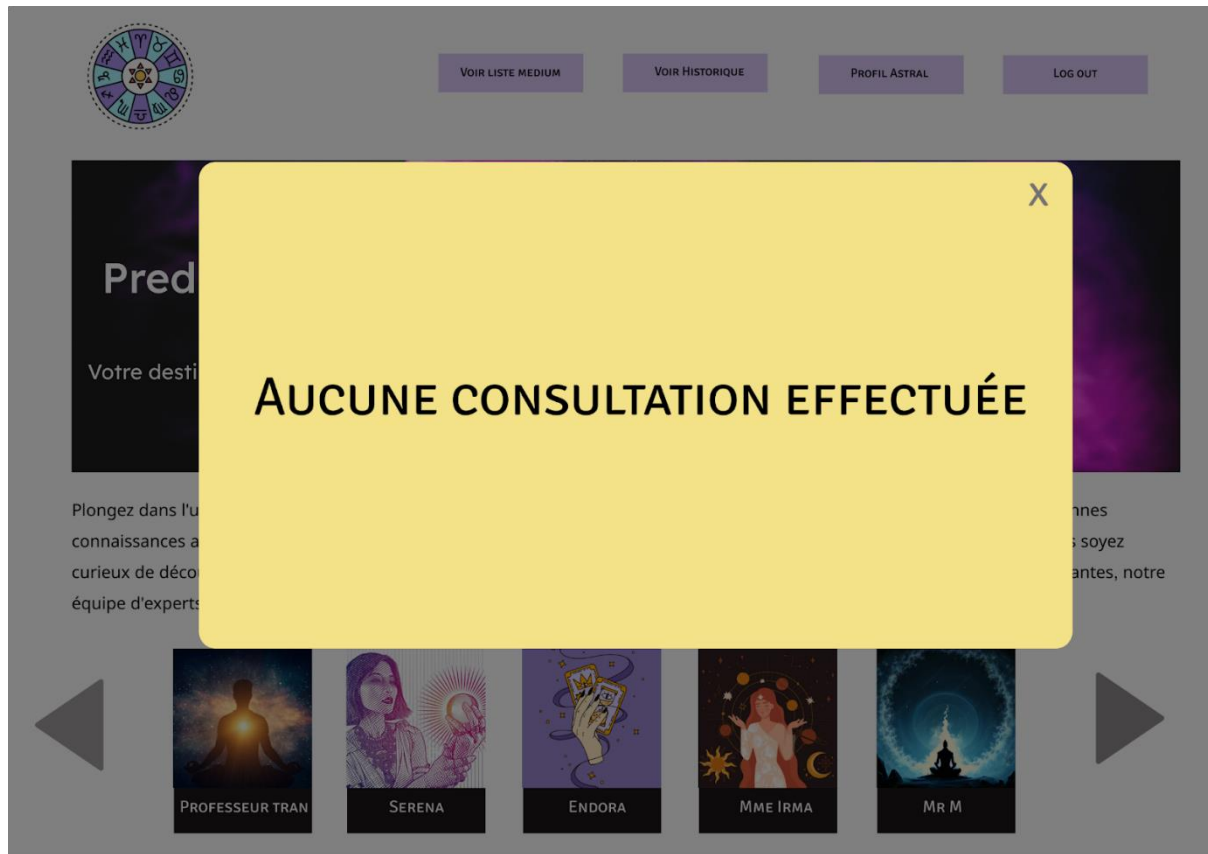 Voir liste medium
Voir Historique
Profil Astral
Log out
X
Pred
Votre desti
Aucune consultation effectuée
Plongez dans l'u
nnes
connaissances a
s soyez
curieux de déco
antes, notre
équipe d'experts
Professeur tran
Serena
Endora
Mme Irma
Mr M